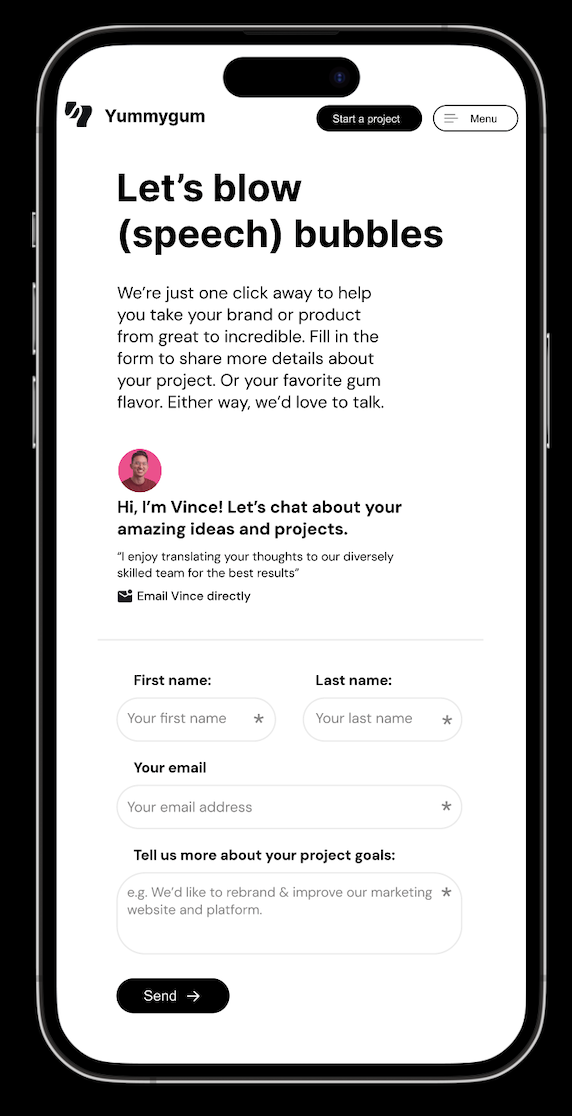 Yummygum
Start a project
Menu
Let’s blow
(speech) bubbles
We’re just one click away to help
you take your brand or product
from great to incredible. Fill in the
form to share more details about
your project. Or your favorite gum
flavor. Either way, we’d love to talk.
Hi, I’m Vince! Let’s chat about your
amazing ideas and projects.
“I enjoy translating your thoughts to our diversely
skilled team for the best results”
Email Vince directly
First name:
Last name:
Your first name *
Your last name *
Your email
Your email address *
Tell us more about your project goals:
e.g. We’d like to rebrand & improve our marketing *
website and platform.
Send →